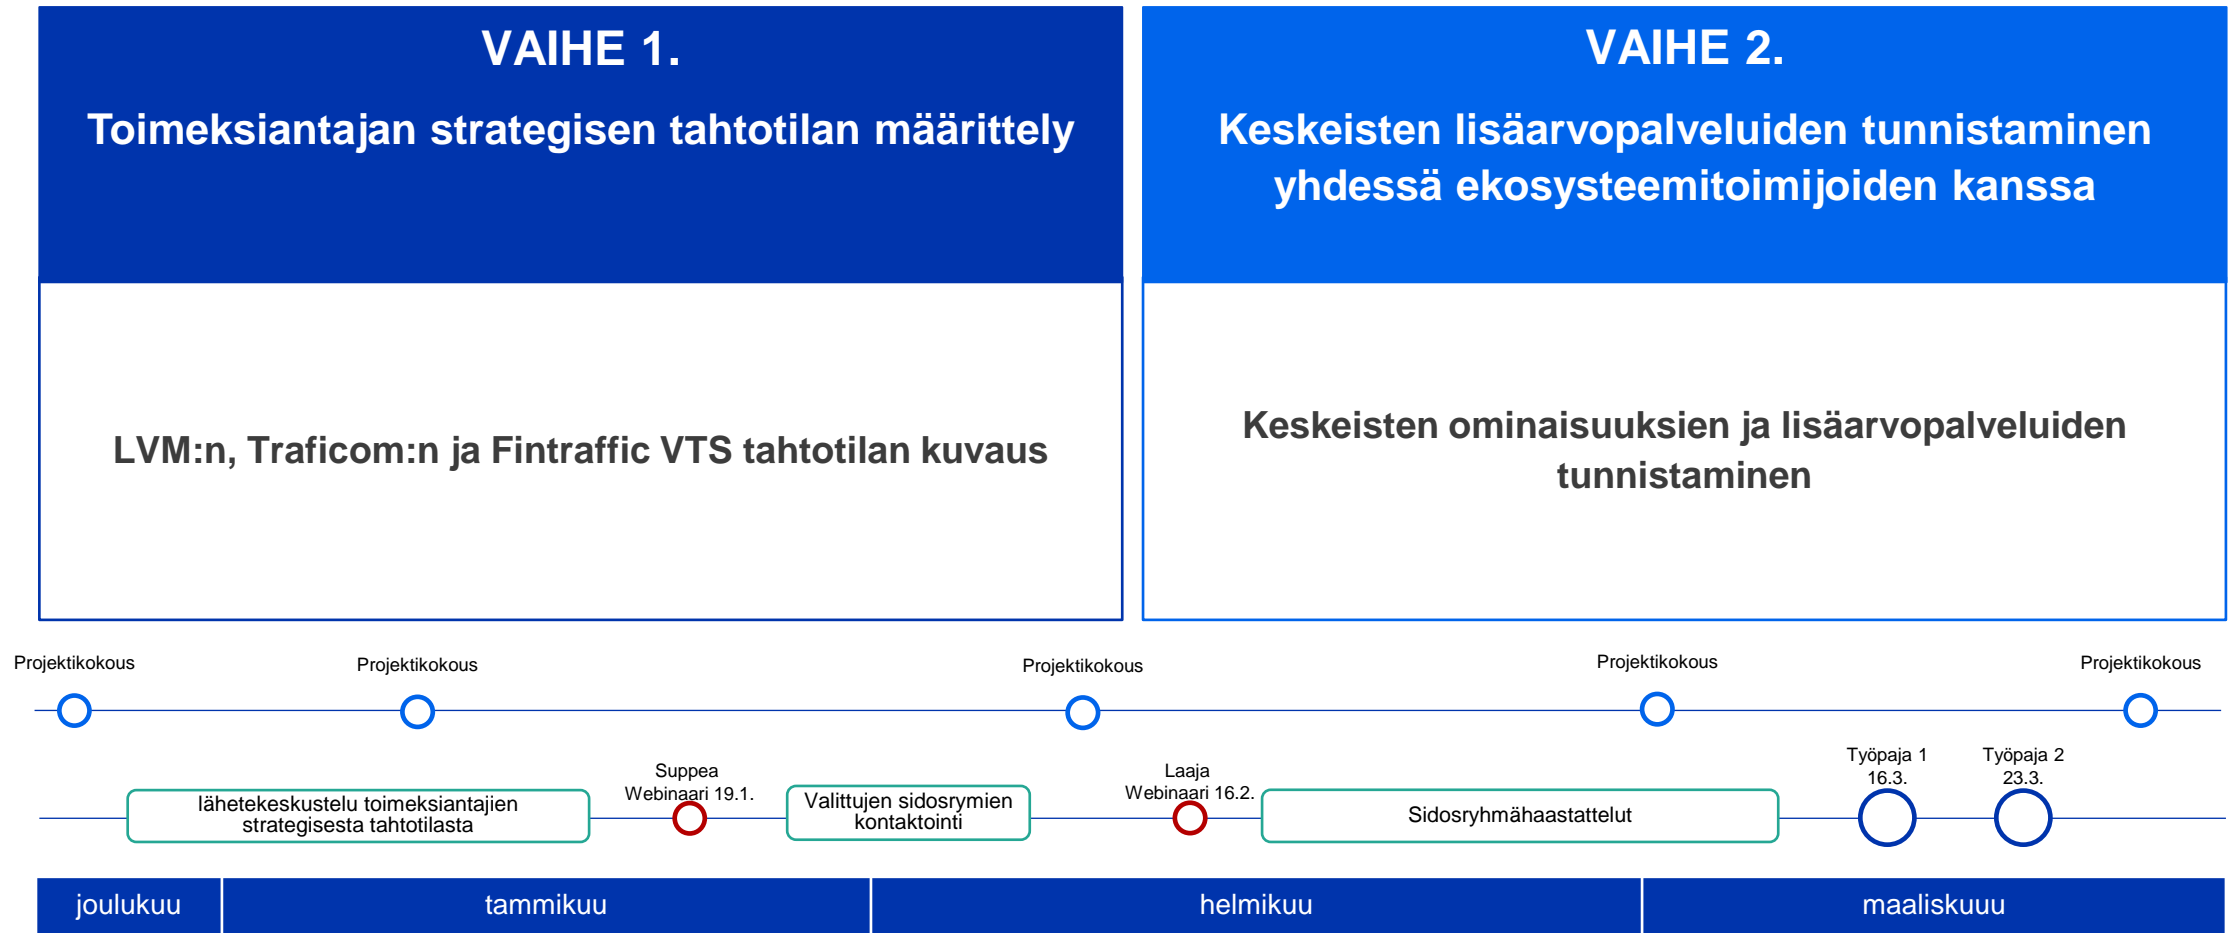 VAIHE 1.
Toimeksiantajan strategisen tahtotilan määrittely
LVM:n, Traficom:n ja Fintraffic VTS tahtotilan kuvaus
VAIHE 2.
Keskeisten lisäarvopalveluiden tunnistaminen
yhdessä ekosysteemitoimijoiden kanssa
Keskeisten ominaisuuksien ja lisäarvopalveluiden
tunnistaminen
Projektikokous
Projektikokous
Projektikokous
Projektikokous
Projektikokous
lähetekeskustelu toimeksiantajien
strategisesta tahtotilasta
Suppea
Webinaari 19.1.
Valittujen sidosrymien
kontaktointi
Laaja
Webinaari 16.2.
Sidosryhmähaastattelut
Työpaja 1
16.3.
Työpaja 2
23.3.
joulukuu
tammikuu
helmikuu
maaliskuuu